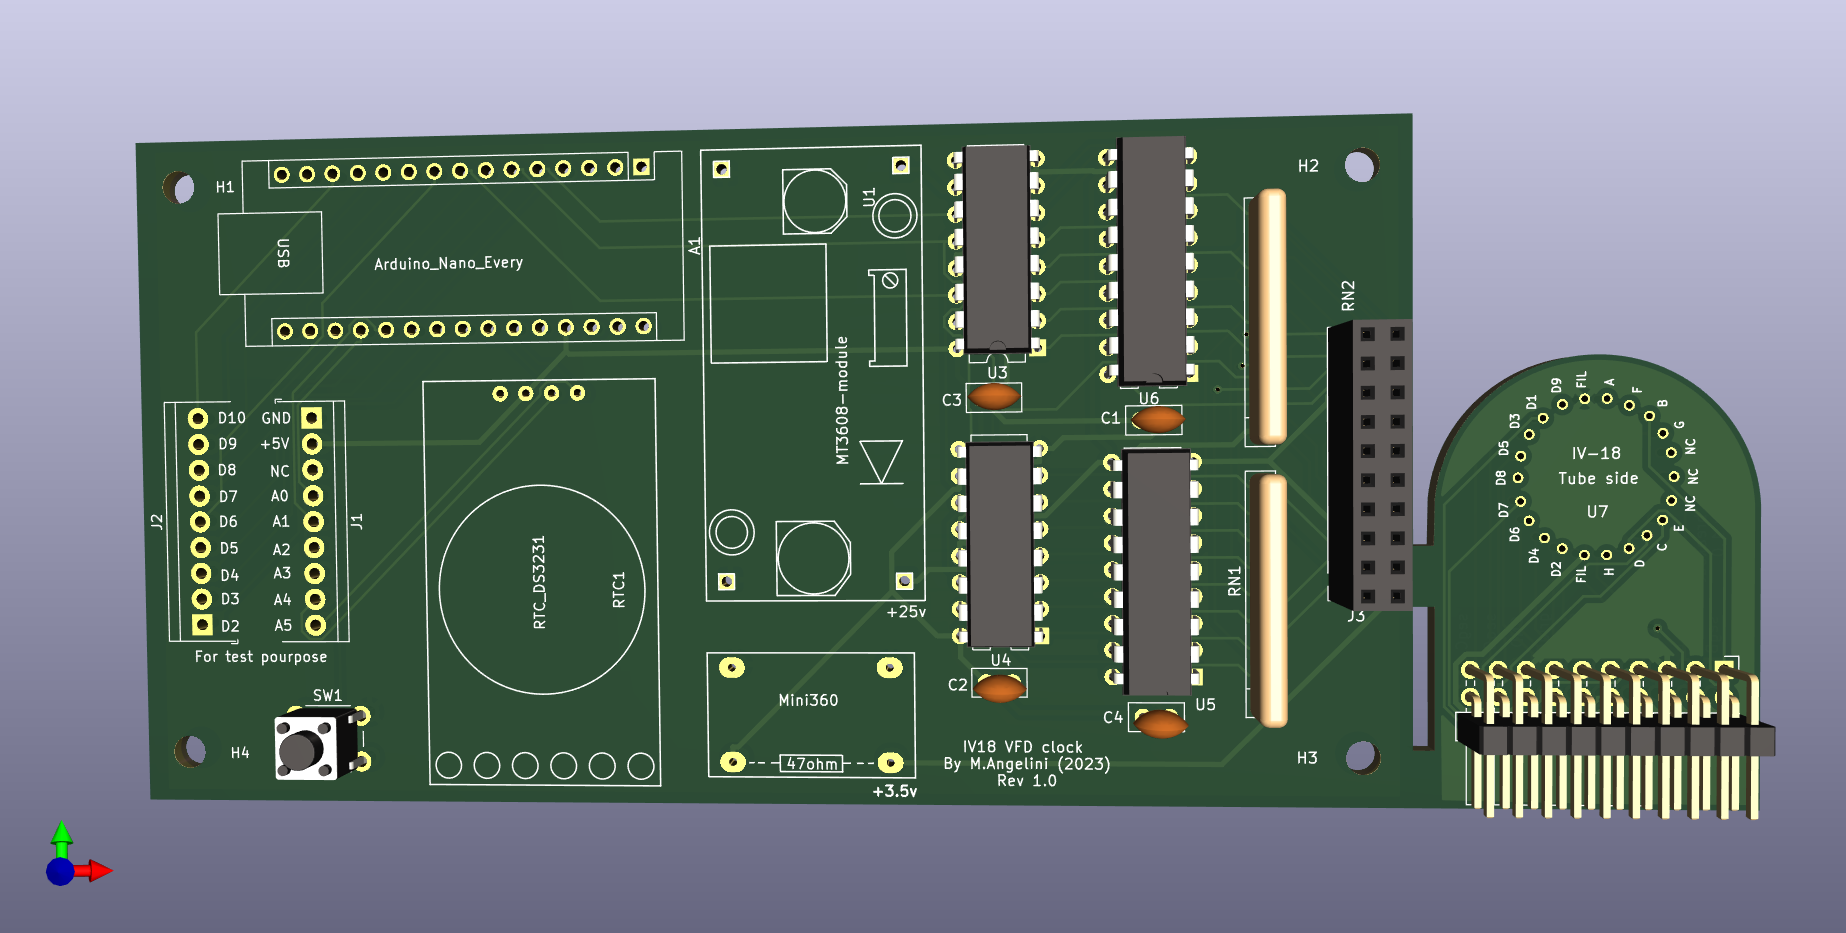 H1
USB
Arduino_Nano_Every
A1
U1
MT3608-module
+25v
U3
C3
U6
C1
H2
RN2
J2
D10
D9
D8
D7
D6
D5
D4
D3
D2
GND
+5V
NC
A0
A1
A2
A3
A4
A5
J1
For test pourpose
SW1
H4
RTC_DS3231
RTC1
Mini360
47ohm
+3.5v
U4
C2
U5
C4
RN1
IV18 VFD clock
By M.Angelini (2023)
Rev 1.0
H3
J3
IV-18
Tube side
U7
FIL
A
F
B
G
NC
NC
NC
E
C
D
H
FIL
D2
D4
D6
D7
D8
D5
D3
D1
D9